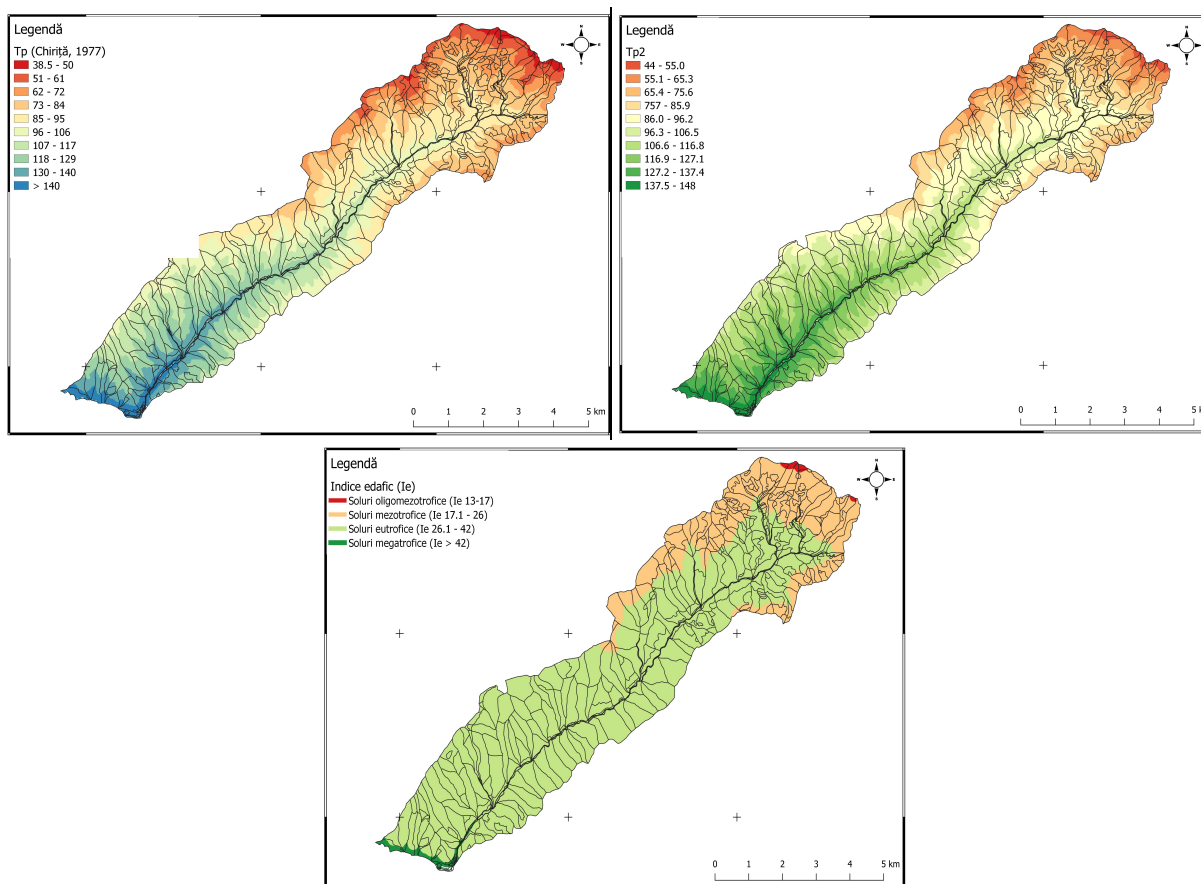 Legendă
Tp (Chiriță, 1977)
38.5 - 50
51 - 61
62 - 72
73 - 84
85 - 95
96 - 106
107 - 117
118 - 129
130 - 140
> 140
N
W E
S
0 1 2 3 4 5 km
Legendă
Tp2
44 - 55.0
55.1 - 65.3
65.4 - 75.6
757 - 85.9
86.0 - 96.2
96.3 - 106.5
106.6 - 116.8
116.9 - 127.1
127.2 - 137.4
137.5 - 148
N
W E
S
0 1 2 3 4 5 k
Legendă
Indice edafic (Ie)
Soluri oligomezotrofice (Ie 13-17)
Soluri mezotrofice (Ie 17.1 - 26)
Soluri eutrofice (Ie 26.1 - 42)
Soluri megatrofice (Ie > 42)
N
W E
S
0 1 2 3 4 5 km